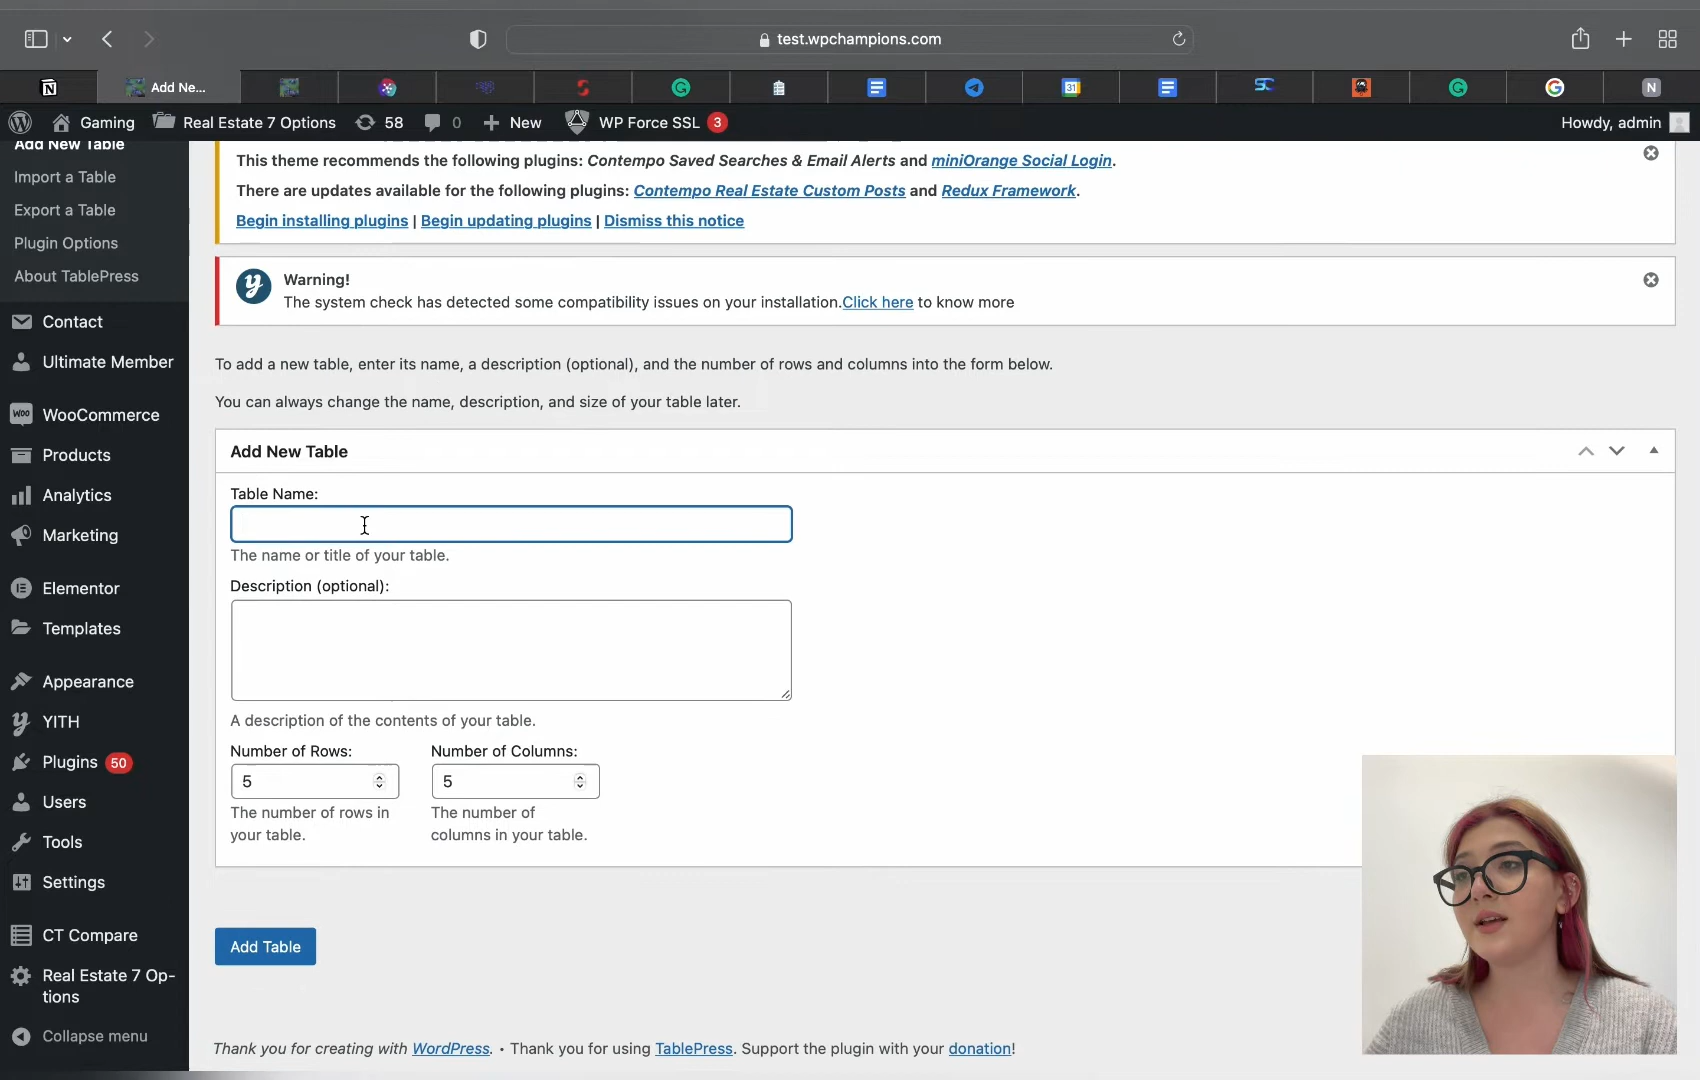 test.wpchampions.com
Add Ne...
31
N
Gaming
Real Estate 7 Options
58
0
New
WP Force SSL 3
Howdy, admin
Add New Table
Import a Table
Export a Table
Plugin Options
About TablePress
Contact
Ultimate Member
WOO WooCommerce
Products
Analytics
Marketing
Elementor
Templates
Appearance
YITH
Plugins 50
Users
Tools
Settings
CT Compare
Real Estate 7 Op-
tions
Collapse menu
This theme recommends the following plugins: Contempo Saved Searches & Email Alerts and miniOrange Social Login.
There are updates available for the following plugins: Contempo Real Estate Custom Posts and Redux Framework.
Begin installing plugins | Begin updating plugins | Dismiss this notice
Warning!
The system check has detected some compatibility issues on your installation.Click here to know more
To add a new table, enter its name, a description (optional), and the number of rows and columns into the form below.
You can always change the name, description, and size of your table later.
Add New Table
Table Name:
The name or title of your table.
Description (optional):
A description of the contents of your table.
Number of Rows:
5
The number of rows in
your table.
Number of Columns:
5
The number of
columns in your table.
Add Table
Thank you for creating with WordPress. • Thank you for using TablePress. Support the plugin with your donation!